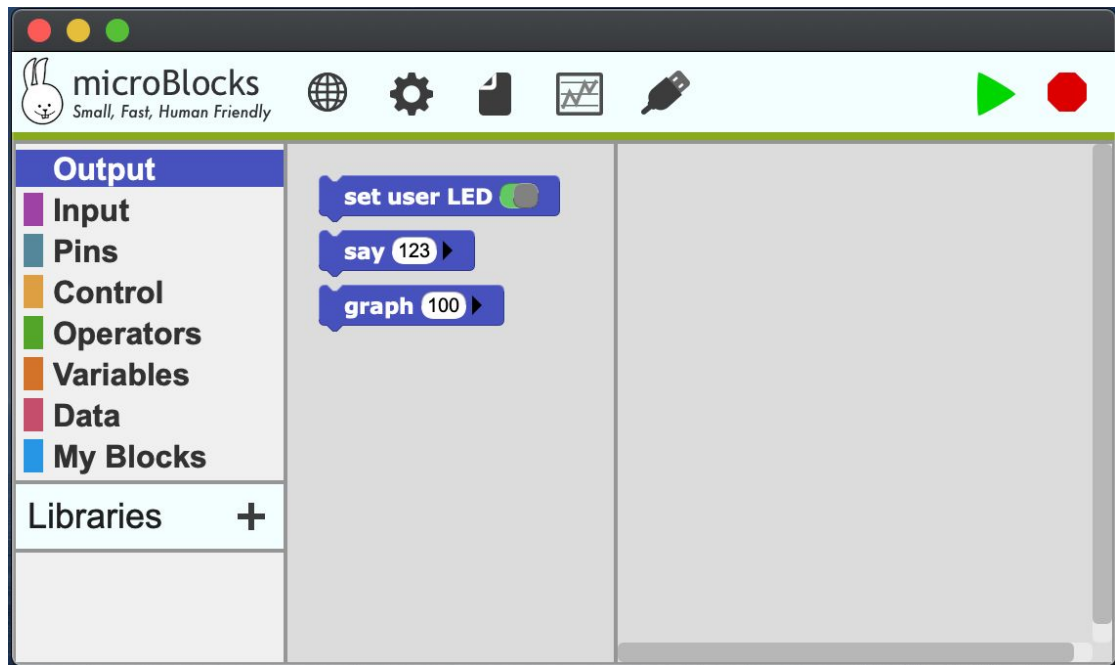 microBlocks
Small, Fast, Human Friendly
Output
Input
Pins
Control
Operators
Variables
Data
My Blocks
Libraries +
set user LED
say 123
graph 100